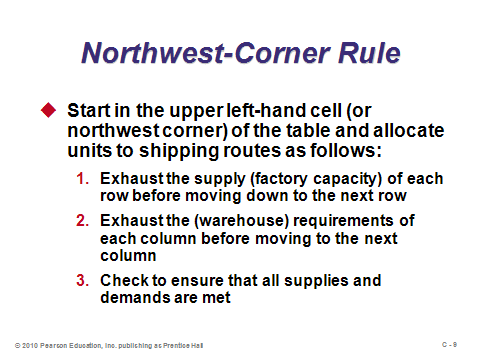 Northwest-Corner Rule
Start in the upper left-hand cell (or
northwest corner) of the table and allocate
units to shipping routes as follows:
1. Exhaust the supply (factory capacity) of each
row before moving down to the next row
2. Exhaust the (warehouse) requirements of
each column before moving to the next
column
3. Check to ensure that all supplies and
demands are met
© 2010 Pearson Education, Inc. publishing as Prentice Hall
C - 9